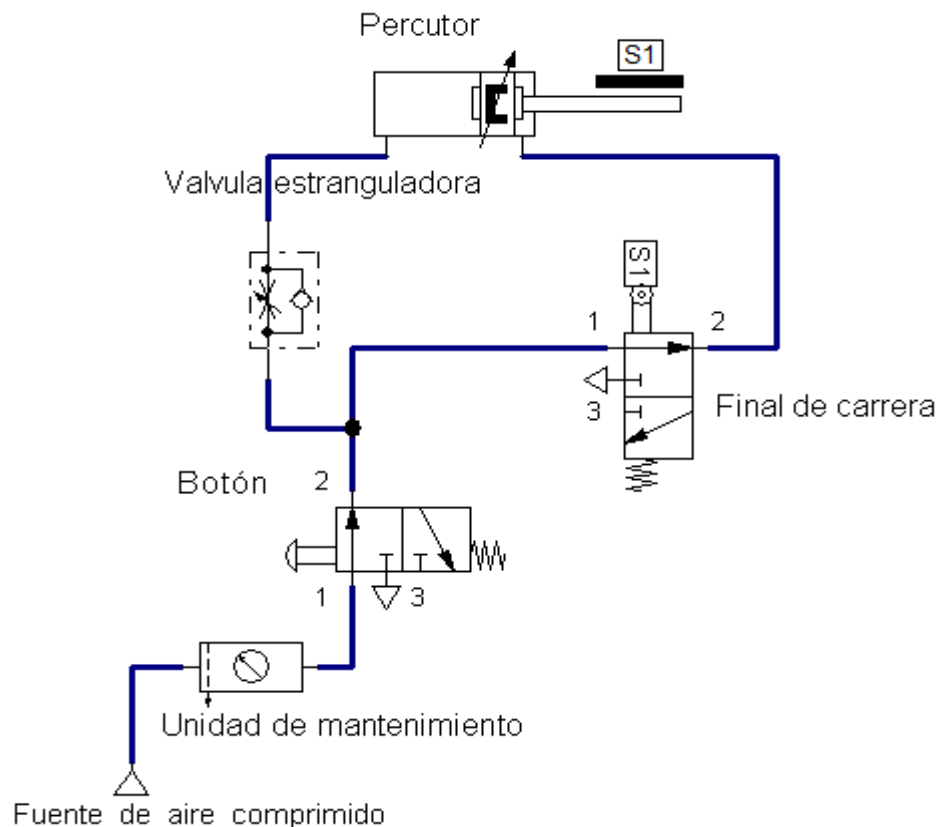 Percutor
S1
Valvula estranguladora
S1
1
2
3
Final de carrera
Botón
2
1
3
Unidad de mantenimiento
Fuente de aire comprimido